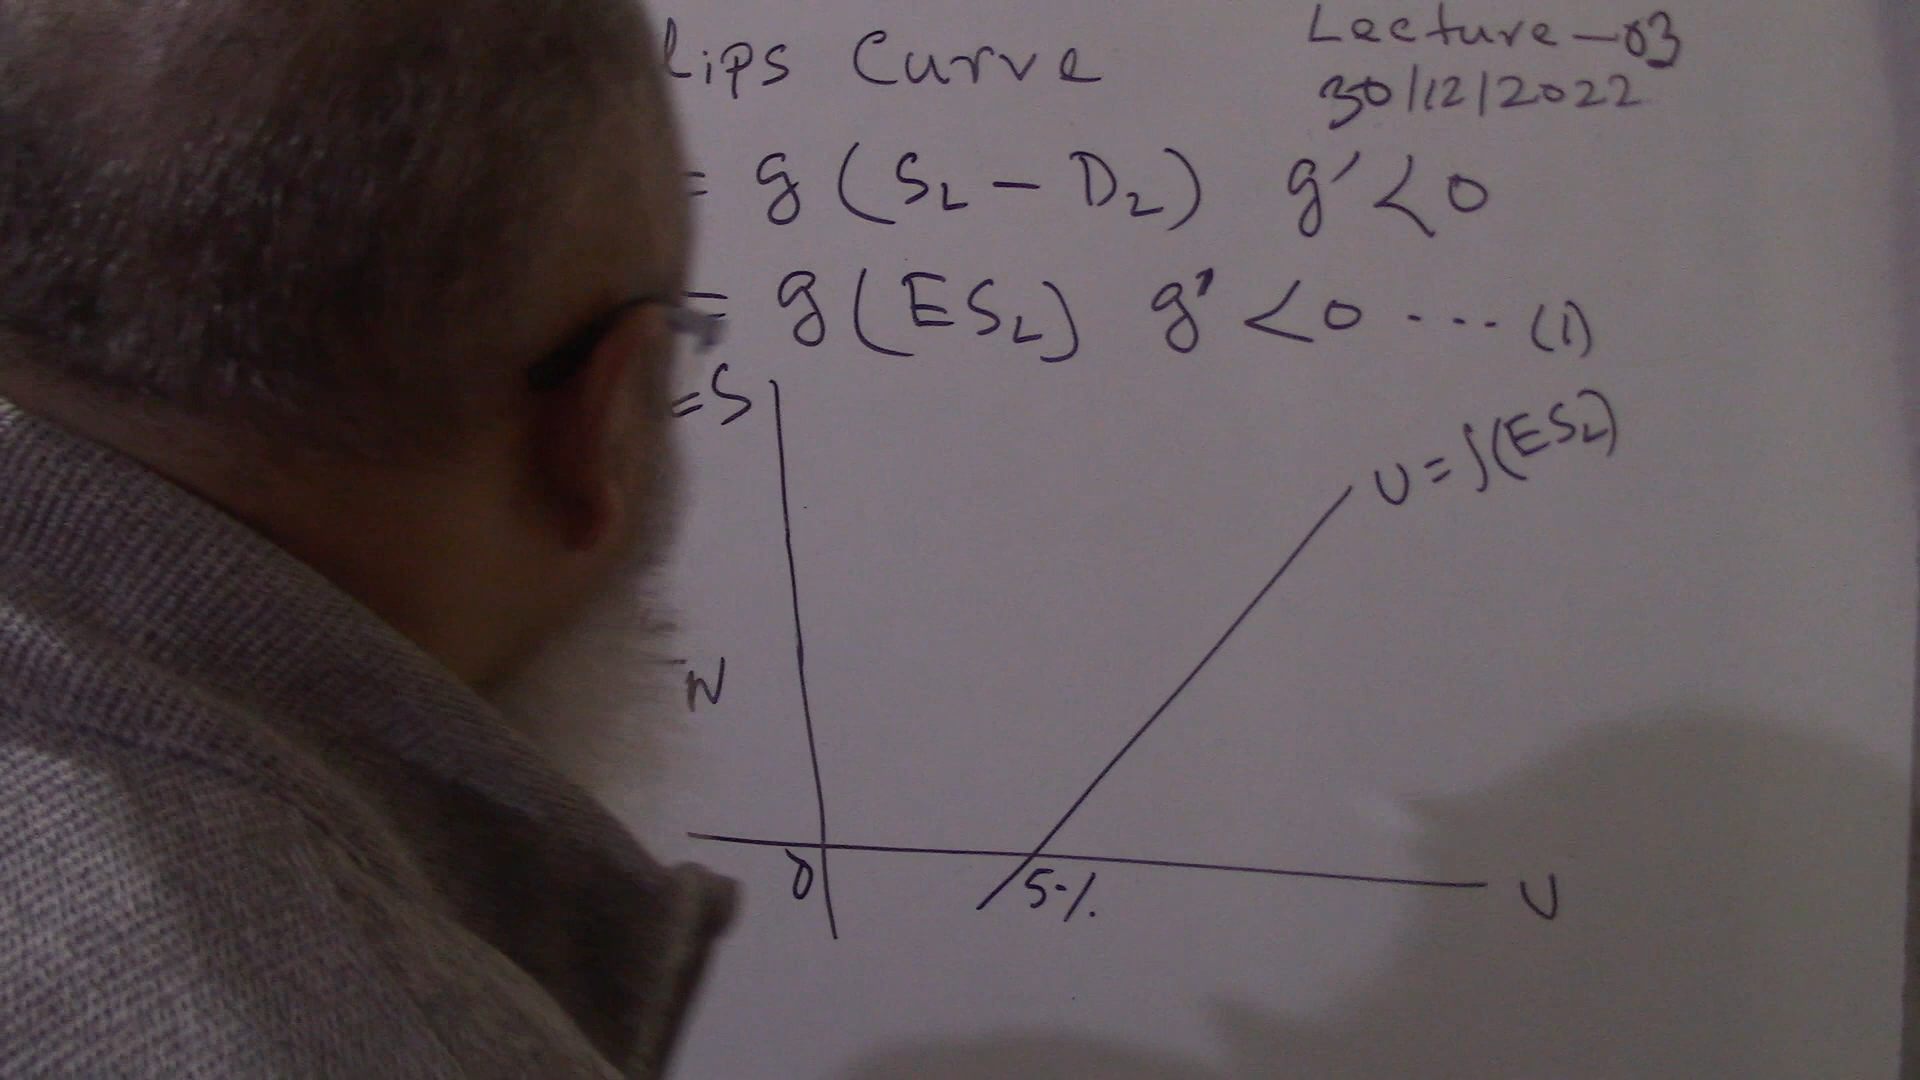 lips Curve
Lecture-03
30/12/2022
= g (SL - DL) g' < 0
= g (ESL) g' < 0 .... (1)
=S
U = f(ESL)
W
0
5%
U